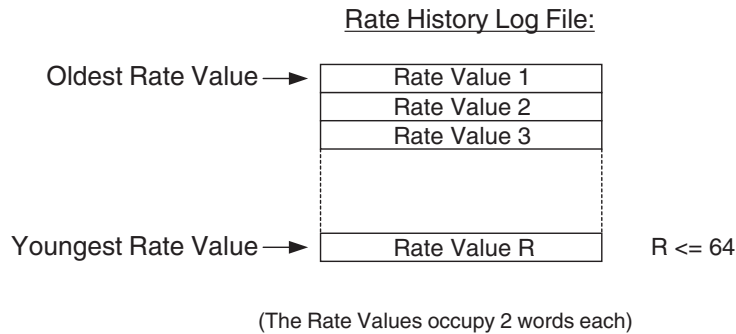 Rate History Log File:
Oldest Rate Value
Rate Value 1
Rate Value 2
Rate Value 3
Youngest Rate Value
Rate Value R
R <= 64
(The Rate Values occupy 2 words each)